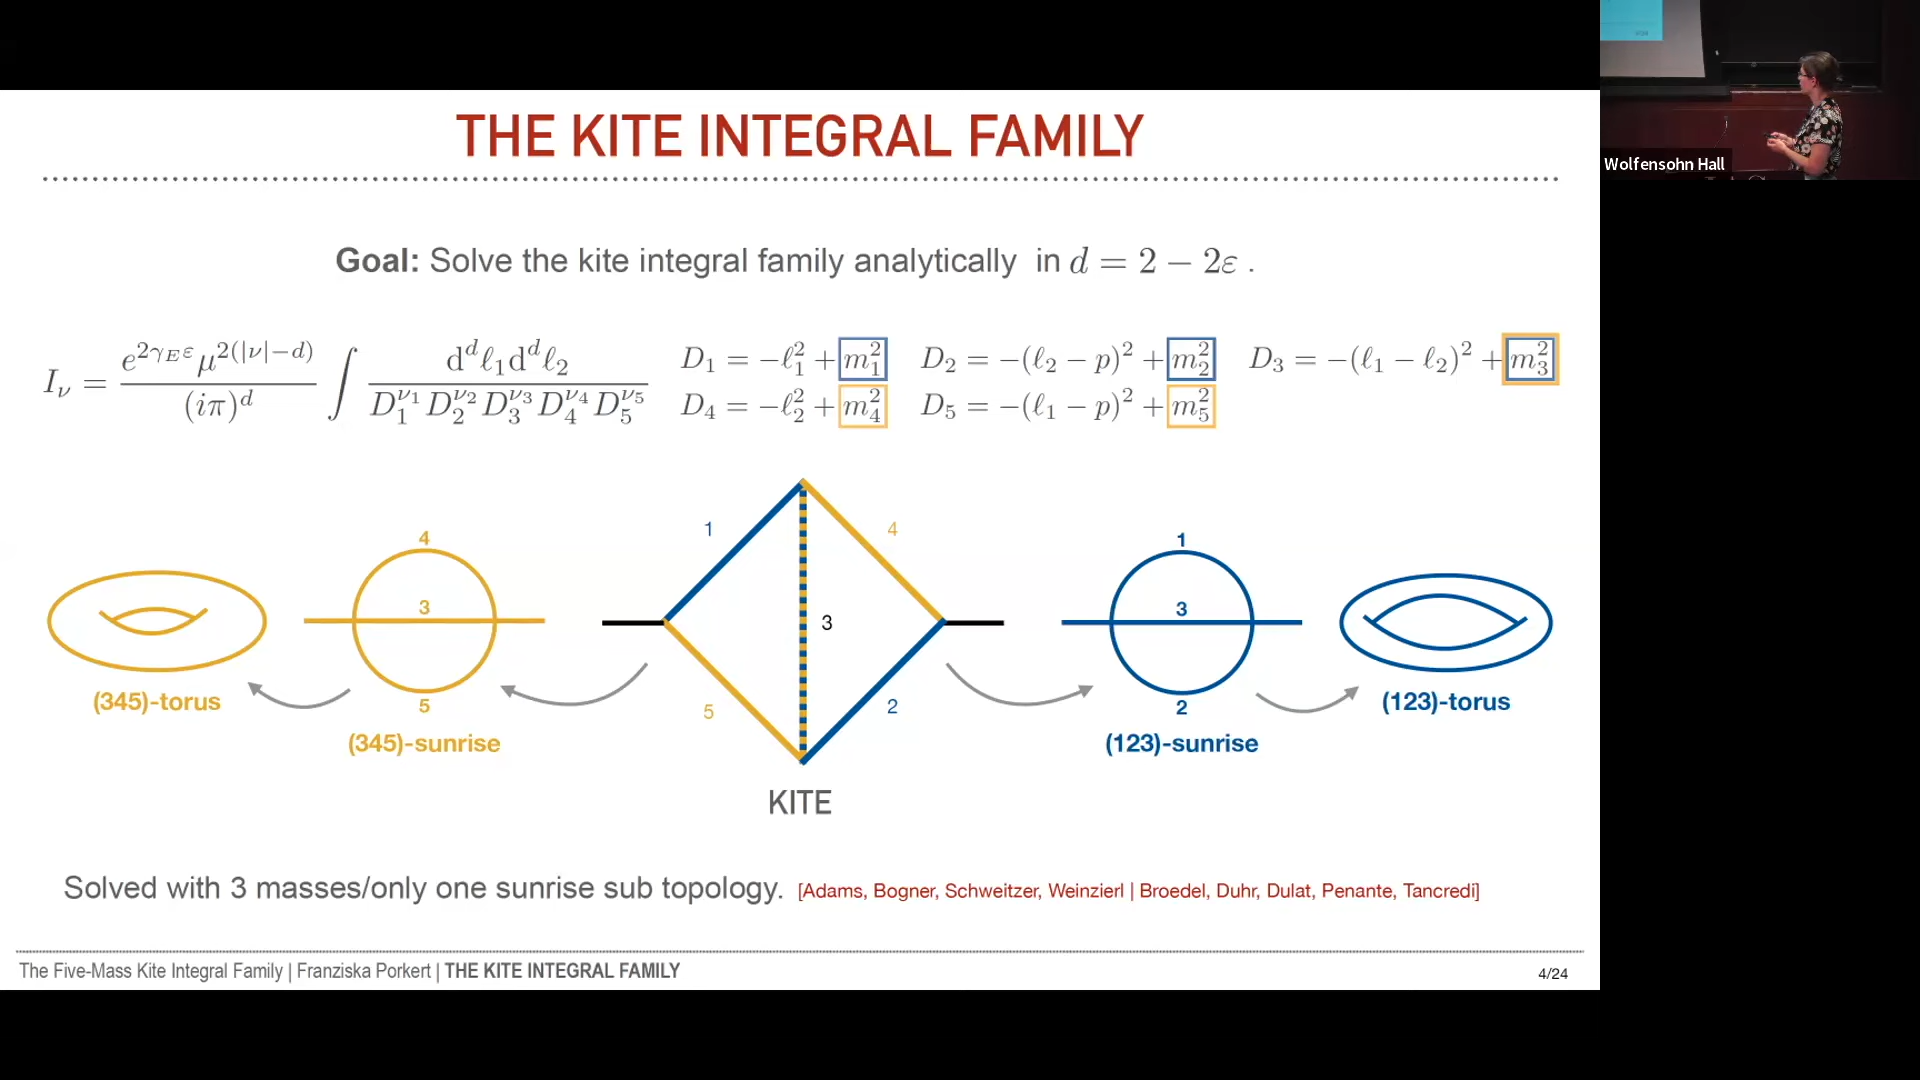 THE KITE INTEGRAL FAMILY
Wolfensohn Hall
Goal: Solve the kite integral family analytically in d = 2 − 2ε .
I_ν = \frac{e^{2γ_E ε} μ^{2(|ν|−d)}}{(iπ)^d} ∫ \frac{d^dℓ_1 d^dℓ_2}{D_1^{ν_1} D_2^{ν_2} D_3^{ν_3} D_4^{ν_4} D_5^{ν_5}}
D_1 = −ℓ_1^2 + m_1^2 D_2 = −(ℓ_2 − p)^2 + m_2^2 D_3 = −(ℓ_1 − ℓ_2)^2 + m_3^2
D_4 = −ℓ_2^2 + m_4^2 D_5 = −(ℓ_1 − p)^2 + m_5^2
4
3
5
(345)-torus
(345)-sunrise
1
4
3
5
2
KITE
1
3
2
(123)-sunrise
(123)-torus
Solved with 3 masses/only one sunrise sub topology. [Adams, Bogner, Schweitzer, Weinzierl | Broedel, Duhr, Dulat, Penante, Tancredi]
The Five-Mass Kite Integral Family | Franziska Porkert | THE KITE INTEGRAL FAMILY
4/24